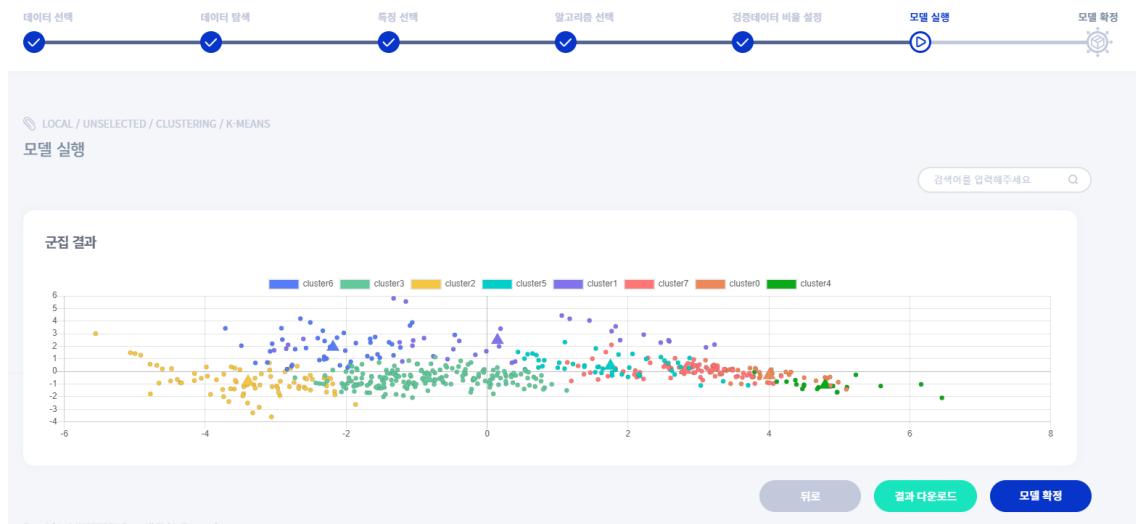 데이터 선택 데이터 탐색 특징 선택 알고리즘 선택 검증데이터 비율 설정 모델 실행 모델 확정
LOCAL / UNSELECTED / CLUSTERING / K-MEANS
모델 실행
검색어를 입력해주세요
군집 결과
cluster6 cluster3 cluster2 cluster5 cluster1 cluster7 cluster0 cluster4
6
5
4
3
2
1
0
-1
-2
-3
-4
-6 -4 -2 0 2 4 6 8
뒤로 결과 다운로드 모델 확정